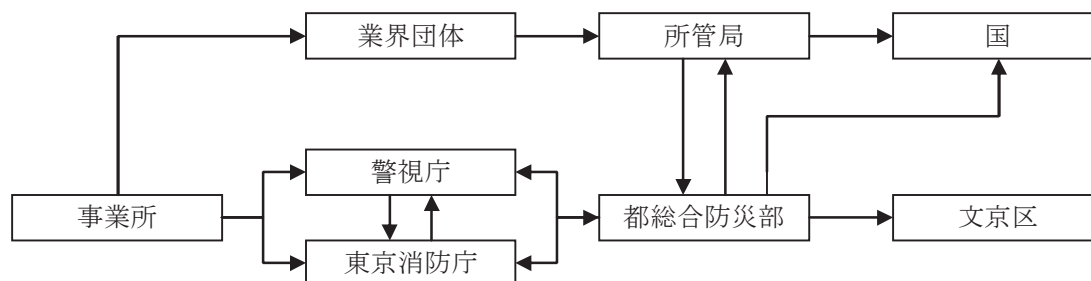 業界団体
所管局
国
警視庁
事業所
都総合防災部
文京区
東京消防庁